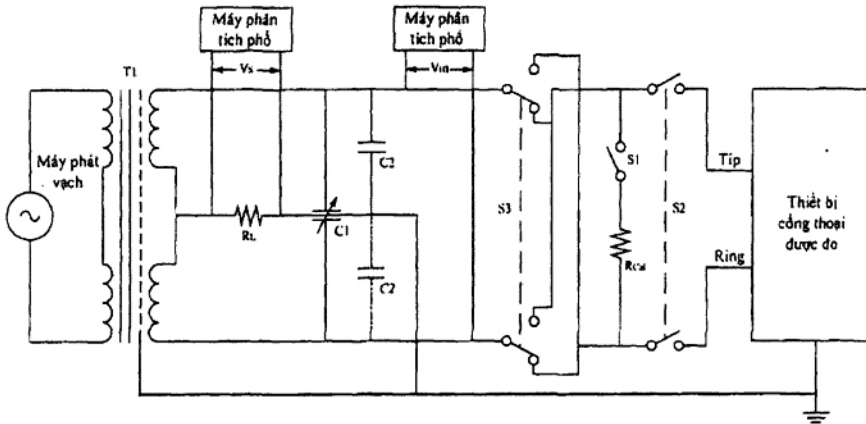 Máy phân
tích phổ
Máy phân
tích phổ
Vs
Vin
T1
Máy phát
vạch
RL
C1
C2
C2
S3
S1
Rcal
S2
Tip
Ring
Thiết bị
cổng thoại
được đo